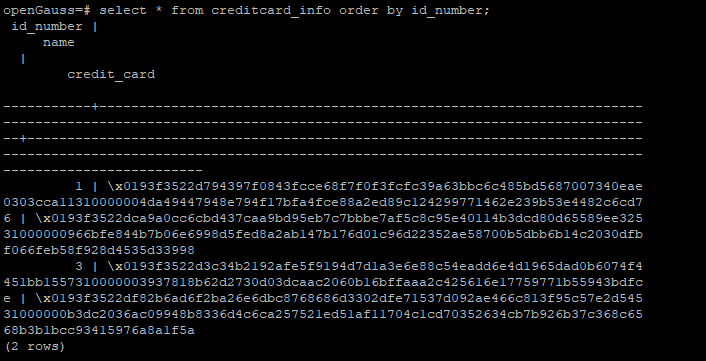 openGauss=# select * from creditcard_info order by id_number;
id_number |
name
|
credit_card
-----------+--------------------------------------------------------------------
--------------------------------------------------------------------------------
--+-----------------------------------------------------------------------------
--------------------------------------------------------------------------------
-------------------------
1 | \x0193f3522d794397f0843fcce68f7f0f3fcfc39a63bbc6c485bd5687007340eae
0303cca11310000004da49447948e794f17bfa4fce88a2ed89c124299771462e239b53e4482c6cd7
6 | \x0193f3522dca9a0cc6cbd437caa9bd95eb7c7bbbe7af5c8c95e40114b3dcd80d65589ee325
31000000966bfe844b7b06e6998d5fed8a2ab147b176d01c96d22352ae58700b5dbb6b14c2030dfb
f066feb58f928d4535d33998
3 | \x0193f3522d3c34b2192afe5f9194d7d1a3e6e88c54eadd6e4d1965dad0b6074f4
451bb1557310000003937818b62d2730d03dcaac2060b16bffaaa2c425616e17759771b55943bdfc
e | \x0193f3522df82b6ad6f2ba26e6dbc8768686d3302dfe71537d092ae466c813f95c57e2d545
31000000b3dc2036ac09948b8336d4c6ca257521ed51af11704c1cd70352634cb7b926b37c368c65
68b3b1bcc93415976a8a1f5a
(2 rows)